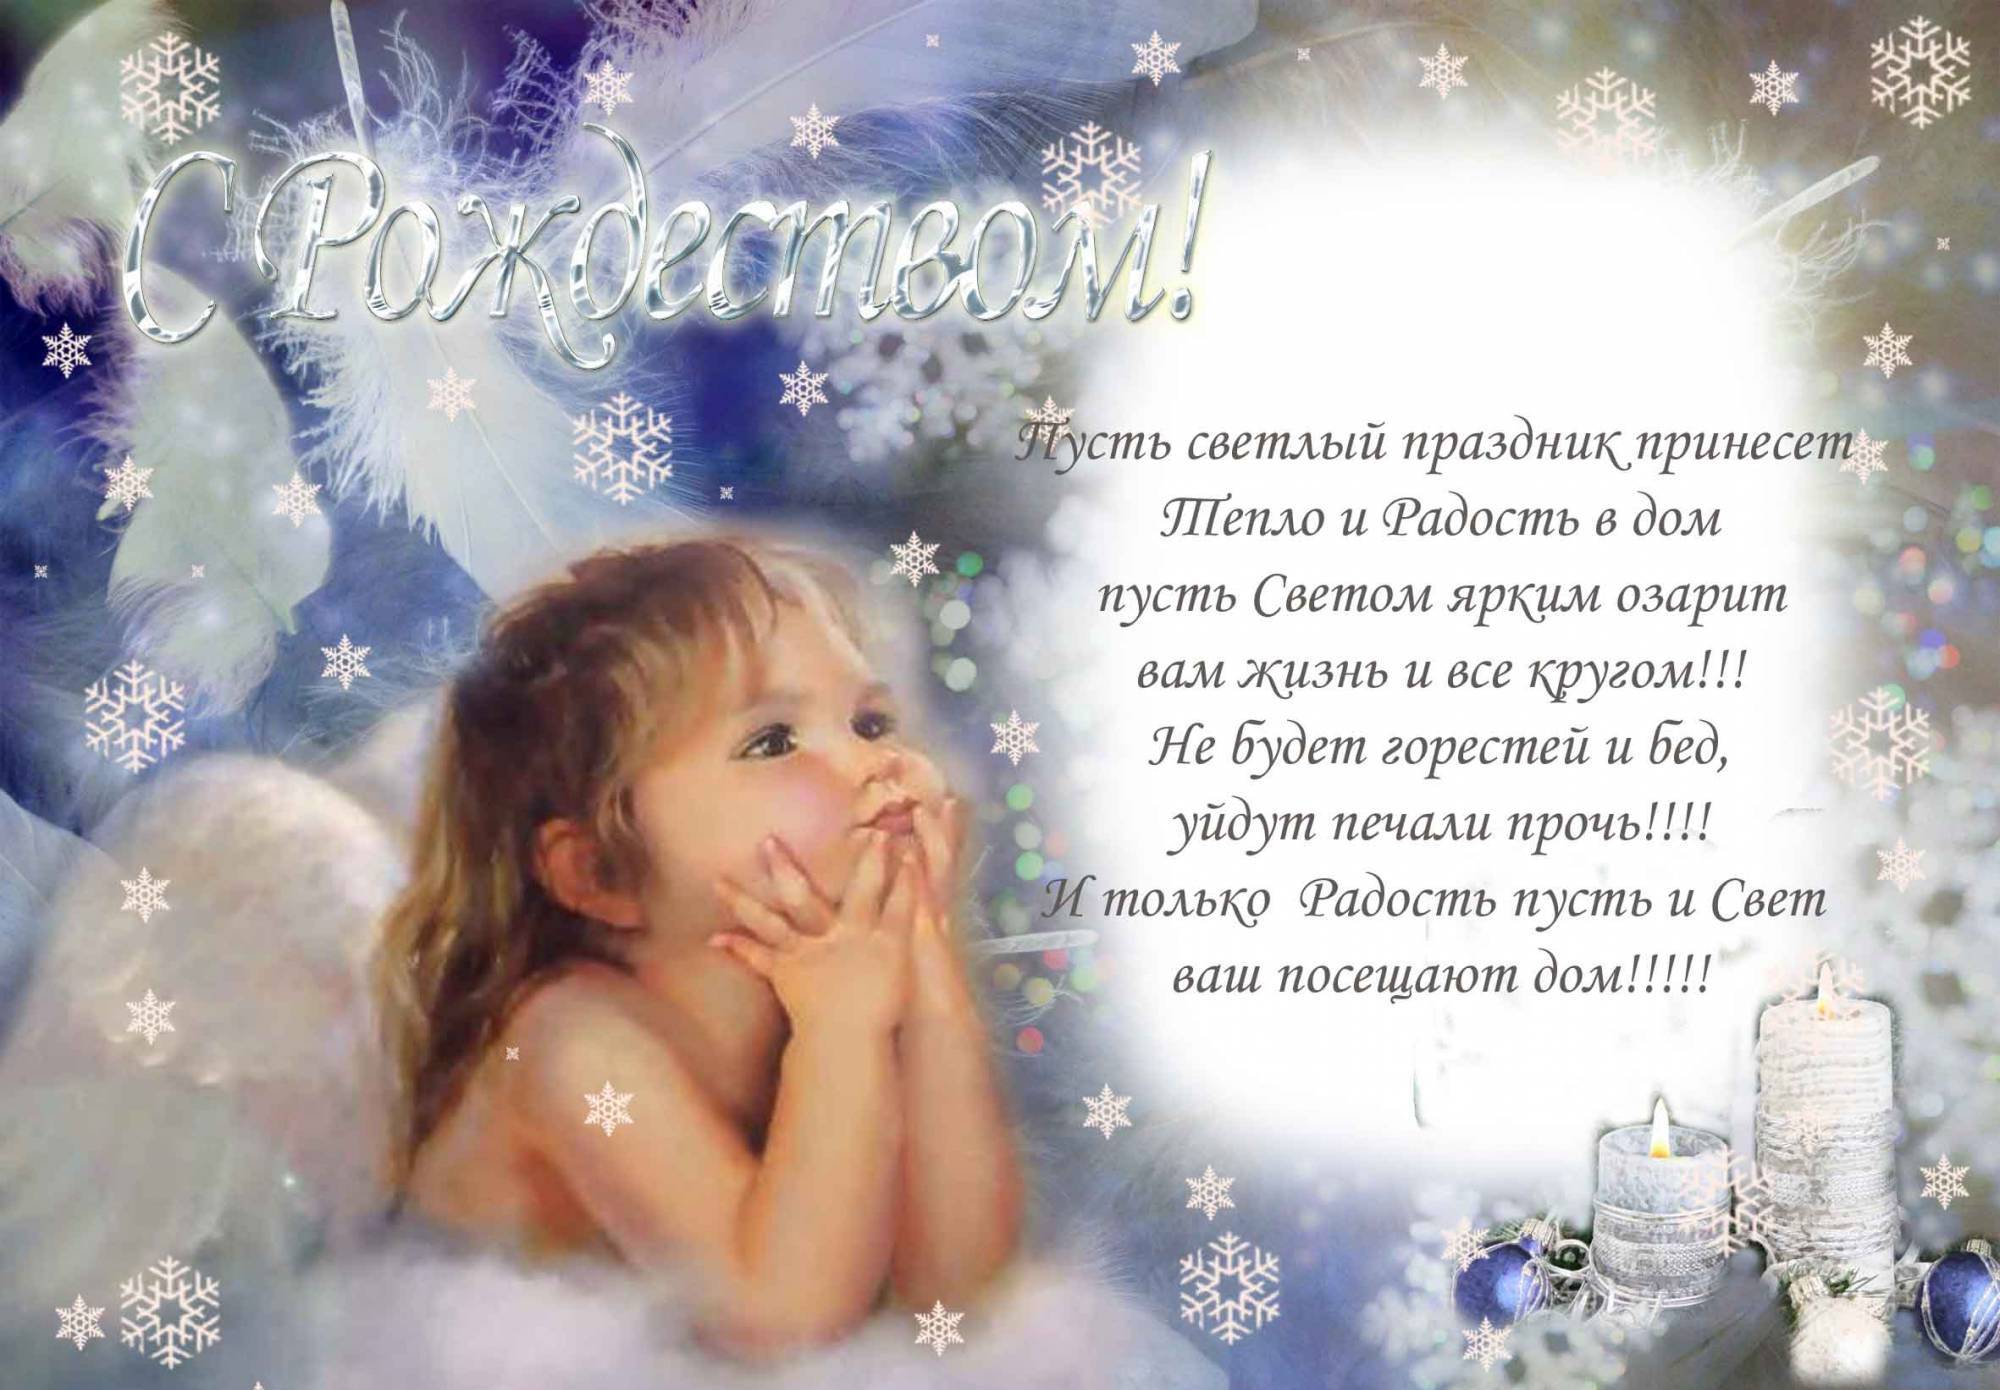 С Рождеством!
Пусть светлый праздник принесет
Тепло и Радость в дом
пусть Светом ярким озарит
вам жизнь и все кругом!!!
Не будет горестей и бед,
уйдут печали прочь!!!!
И только Радость пусть и Свет
ваш посещают дом!!!!!